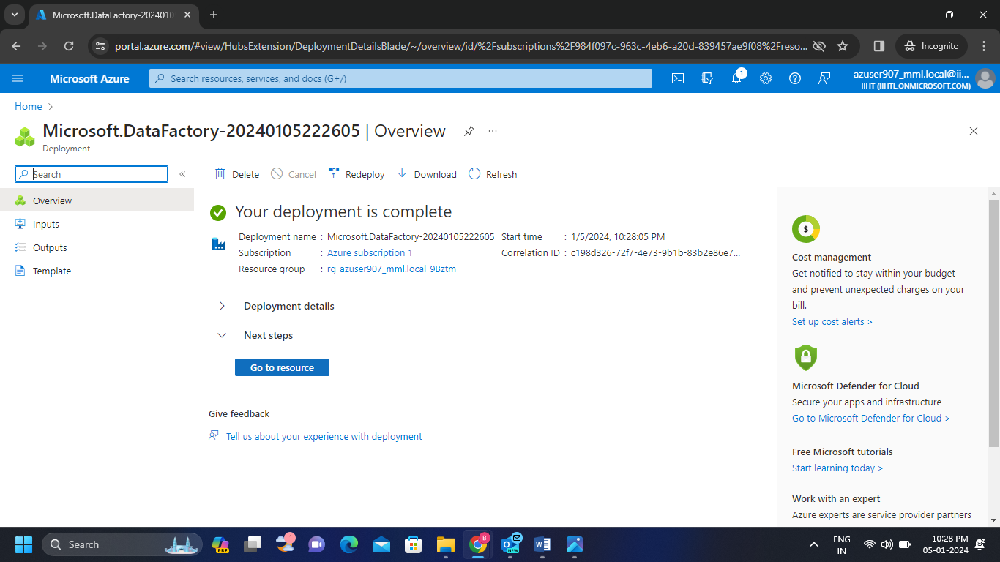 Microsoft.DataFactory-20240105
portal.azure.com/#view/HubsExtension/DeploymentDetailsBlade/~/overview/id/%2Fsubscriptions%2F984f097c-963c-4eb6-a20d-839457ae9f08%2Freso...
Incognito
Microsoft Azure
Search resources, services, and docs (G+/)
1
azuser907_mml.local@ii...
IIHT (IIHTL.ONMICROSOFT.COM)
Home >
Microsoft.DataFactory-20240105222605 | Overview
Deployment
Search
Delete
Cancel
Redeploy
Download
Refresh
Overview
Inputs
Outputs
Template
Your deployment is complete
Deployment name : Microsoft.DataFactory-20240105222605
Subscription : Azure subscription 1
Resource group : rg-azuser907_mml.local-9Bztm
Start time : 1/5/2024, 10:28:05 PM
Correlation ID : c198d326-72f7-4e73-9b1b-83b2e86e7...
Deployment details
Next steps
Go to resource
Give feedback
Tell us about your experience with deployment
Cost management
Get notified to stay within your budget
and prevent unexpected charges on your
bill.
Set up cost alerts >
Microsoft Defender for Cloud
Secure your apps and infrastructure
Go to Microsoft Defender for Cloud >
Free Microsoft tutorials
Start learning today >
Work with an expert
Azure experts are service provider partners
Search
PRE
1
B
NEW
ENG
IN
10:28 PM
05-01-2024